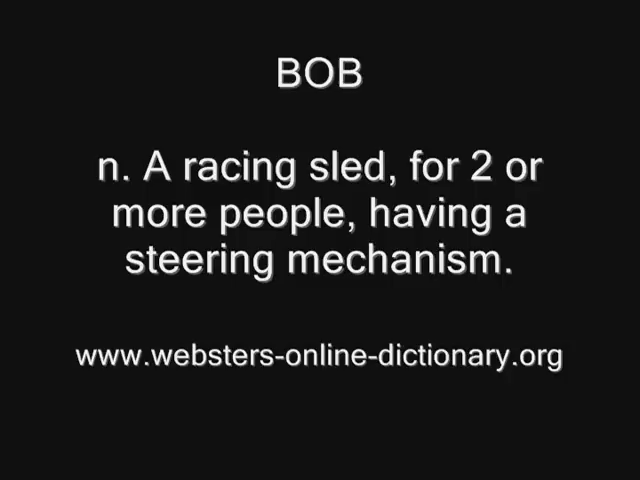 BOB
n. A racing sled, for 2 or
more people, having a
steering mechanism.
www.websters-online-dictionary.org